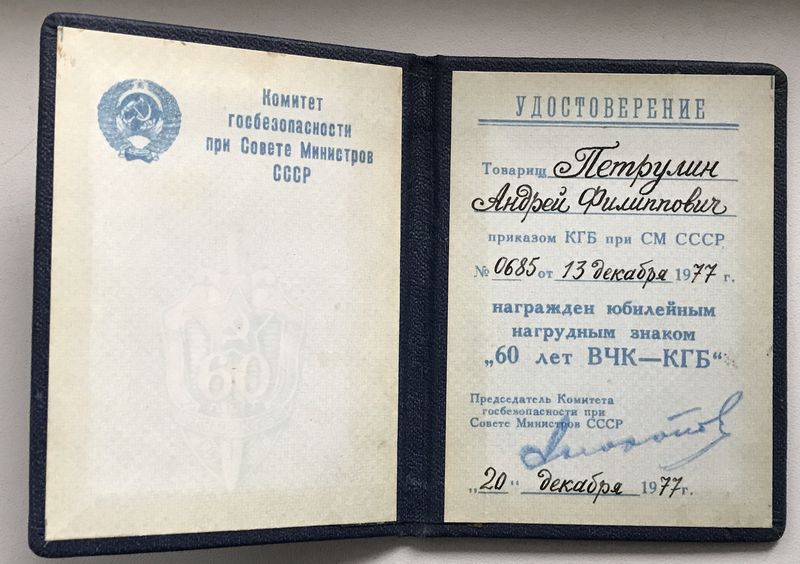 Комитет
госбезопасности
при Совете Министров
СССР
60
УДОСТОВЕРЕНИЕ
Товарищ Петрулин
Андрей Филиппович
приказом КГБ при СМ СССР
№ 0685 от 13 декабря 1977 г.
награжден юбилейным
нагрудным знаком
„60 лет ВЧК—КГБ“
Председатель Комитета
госбезопасности при
Совете Министров СССР
„20“ декабря 1977г.